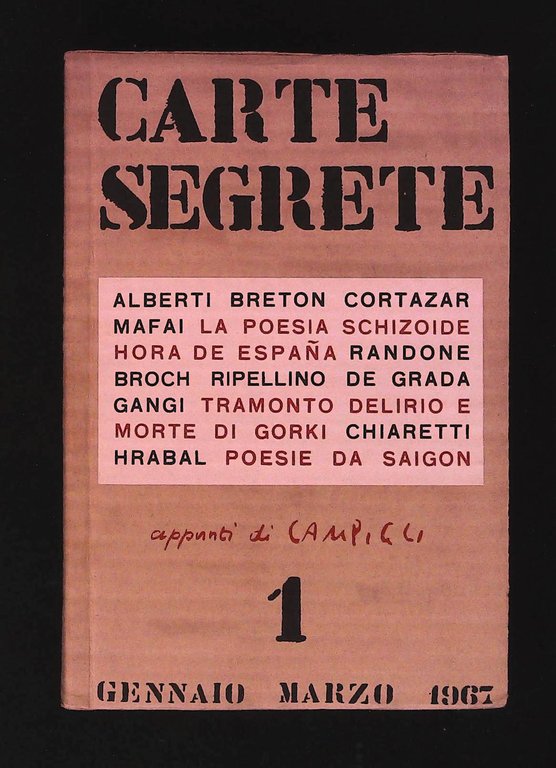 CARTE
SEGRETE
ALBERTI BRETON CORTAZAR
MAFAI LA POESIA SCHIZOIDE
HORA DE ESPAÑA RANDONE
BROCH RIPELLINO DE GRADA
GANGI TRAMONTO DELIRIO E
MORTE DI GORKI CHIARETTI
HRABAL POESIE DA SAIGON
appunti di CAMPIGLI
1
GENNAIO MARZO 1967